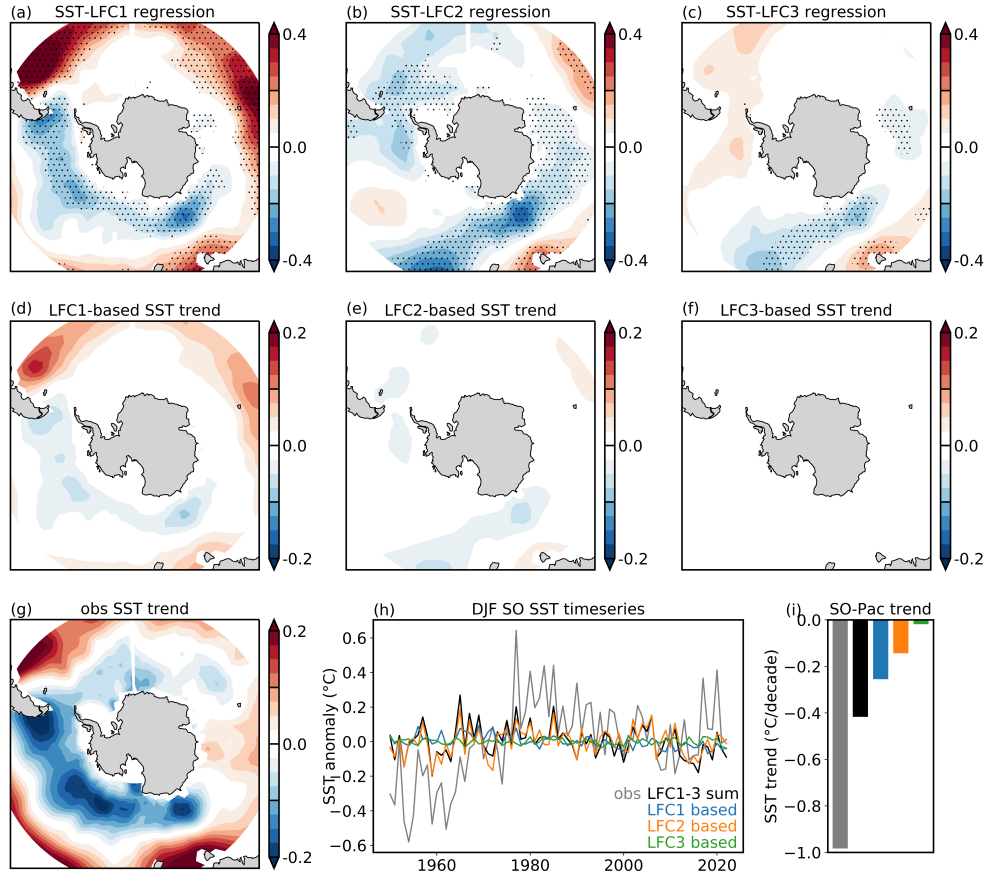 (a) SST-LFC1 regression
0.4
0.0
-0.4
(b) SST-LFC2 regression
0.4
0.0
-0.4
(c) SST-LFC3 regression
0.4
0.0
-0.4
(d) LFC1-based SST trend
0.2
0.0
-0.2
(e) LFC2-based SST trend
0.2
0.0
-0.2
(f) LFC3-based SST trend
0.2
0.0
-0.2
(g) obs SST trend
0.2
0.0
-0.2
(h) DJF SO SST timeseries
SST anomaly (°C)
0.6
0.4
0.2
0.0
−0.2
−0.4
−0.6
1960 1980 2000 2020
obs LFC1-3 sum
LFC1 based
LFC2 based
LFC3 based
(i) SO-Pac trend
SST trend (°C/decade)
0.0
−0.2
−0.4
−0.6
−0.8
−1.0